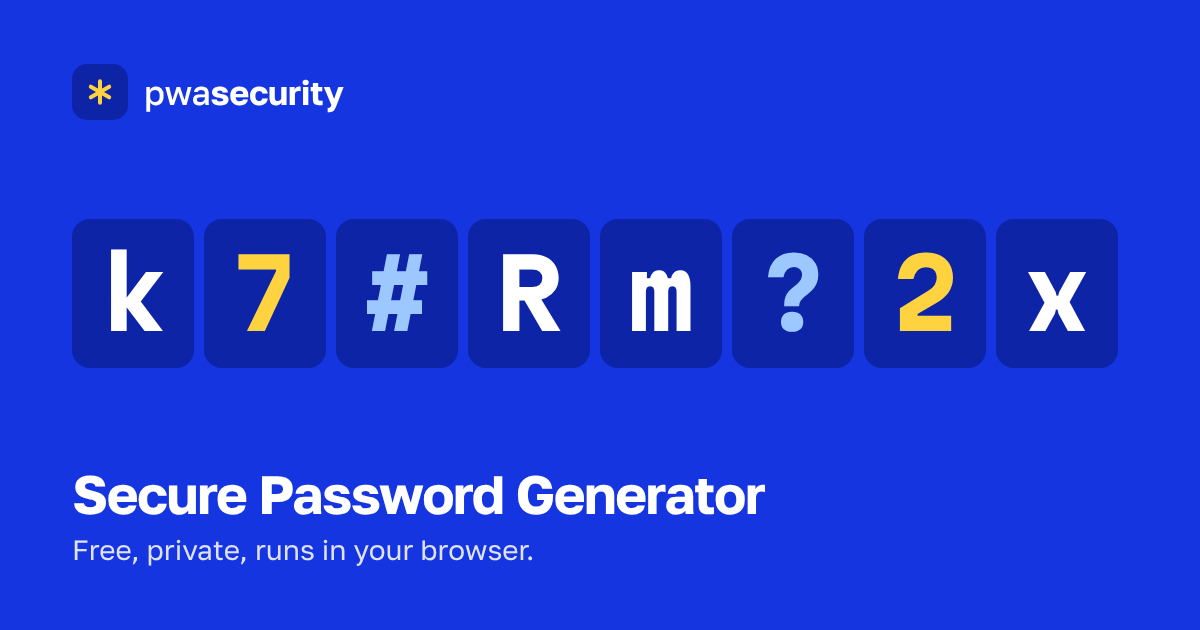 * pwasecurity
k7#Rm?2x
Secure Password Generator
Free, private, runs in your browser.